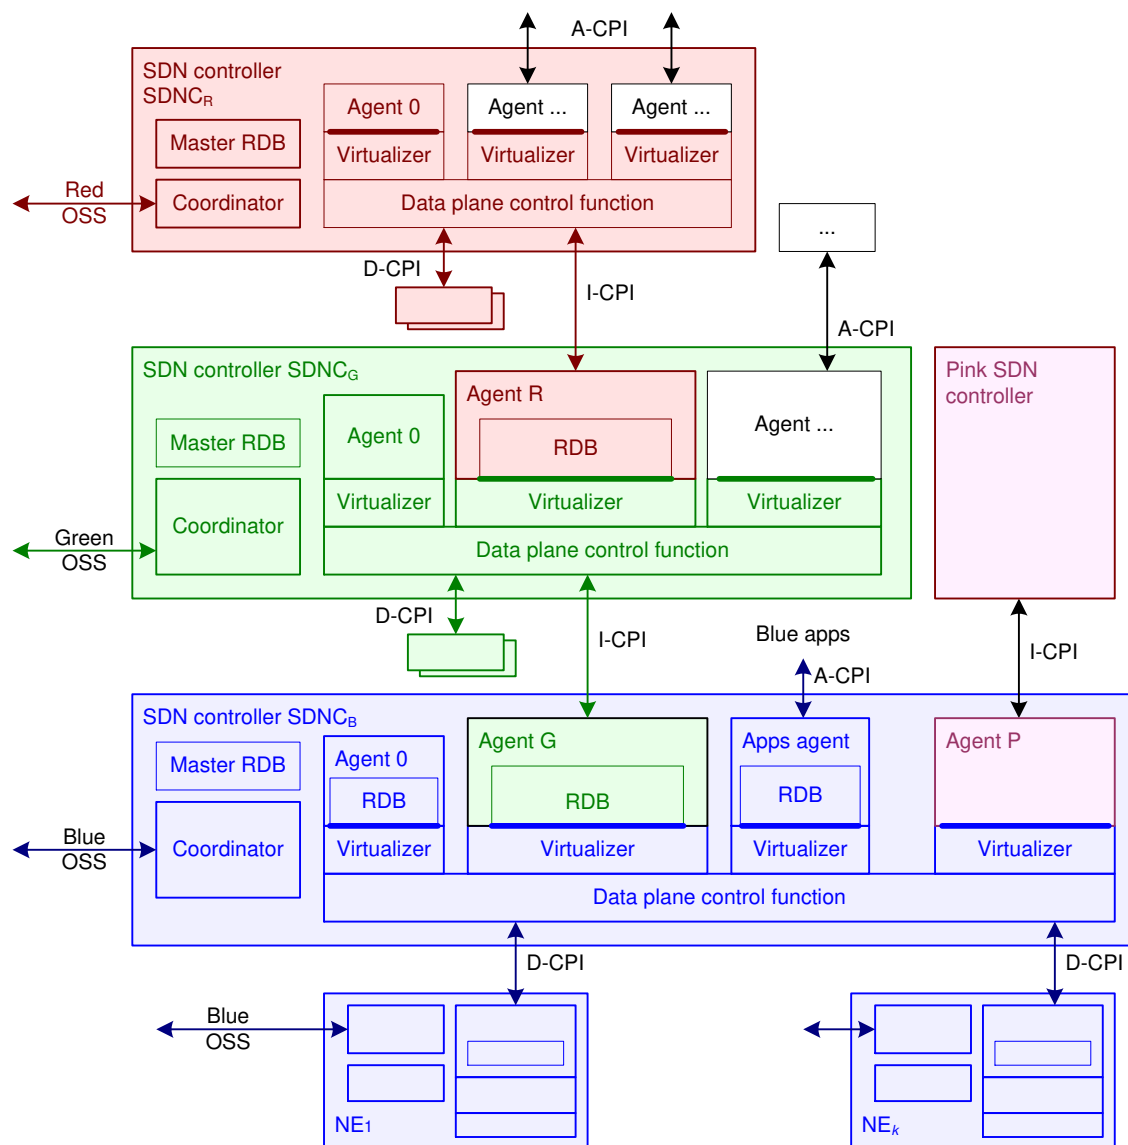 A-CPI
SDN controller
SDNCR
Agent 0
Agent ...
Agent ...
Master RDB
Virtualizer
Virtualizer
Virtualizer
Red
OSS
Coordinator
Data plane control function
...
D-CPI
I-CPI
A-CPI
SDN controller SDNCG
Pink SDN
controller
Agent R
Master RDB
Agent 0
RDB
Agent ...
Virtualizer
Virtualizer
Virtualizer
Coordinator
Green
OSS
Data plane control function
D-CPI
I-CPI
Blue apps
A-CPI
I-CPI
SDN controller SDNCB
Agent G
Apps agent
Agent P
Master RDB
Agent 0
RDB
RDB
RDB
Blue
OSS
Coordinator
Virtualizer
Virtualizer
Virtualizer
Virtualizer
Data plane control function
D-CPI
D-CPI
Blue
OSS
NE1
NEk